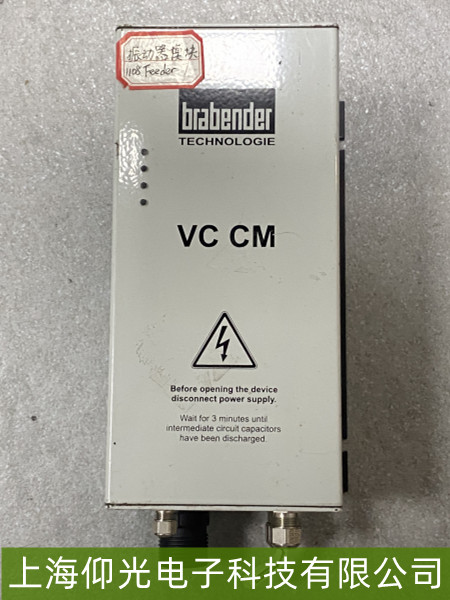 振动器模块
1108 Feeder
brabender
TECHNOLOGIE
VC CM
Before opening the device
disconnect power supply.
Wait for 3 minutes until
intermediate circuit capacitors
have been discharged.
上海仰光电子科技有限公司